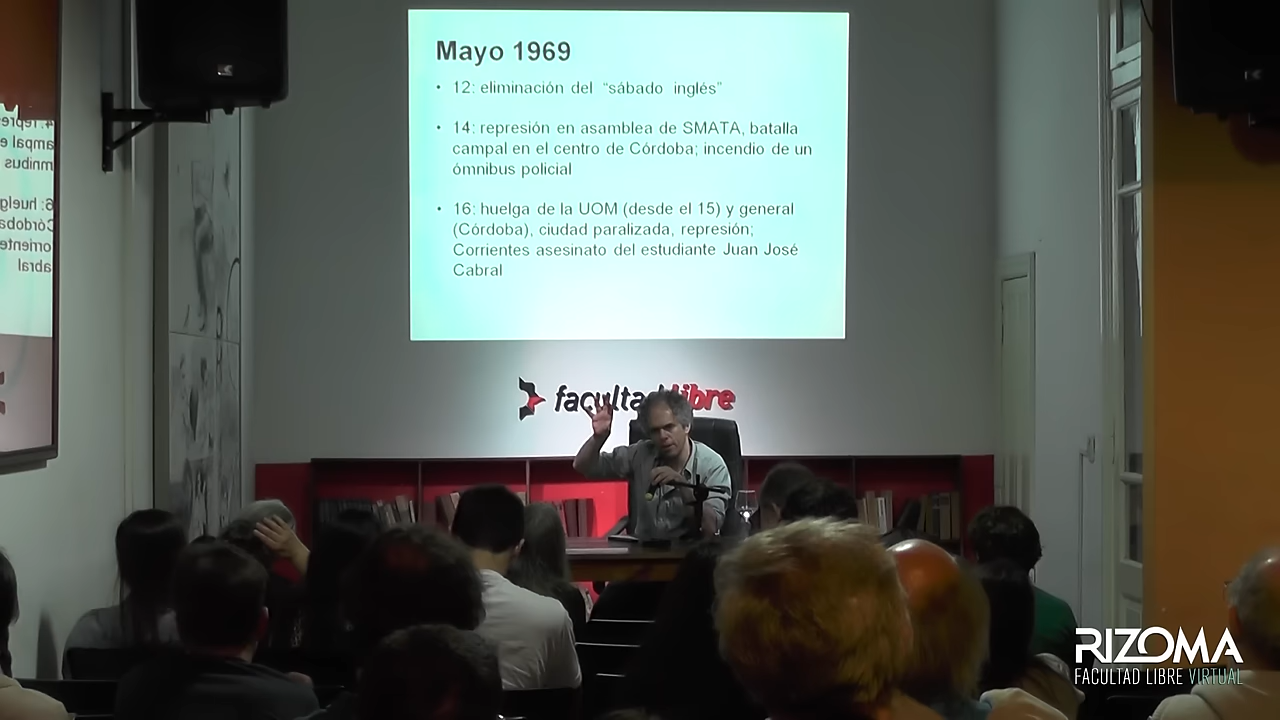 Mayo 1969
• 12: eliminación del “sábado inglés”
• 14: represión en asamblea de SMATA, batalla
campal en el centro de Córdoba; incendio de un
ómnibus policial
• 16: huelga de la UOM (desde el 15) y general
(Córdoba), ciudad paralizada, represión;
Corrientes asesinato del estudiante Juan José
Cabral
facultad libre
RIZOMA
FACULTAD LIBRE VIRTUAL